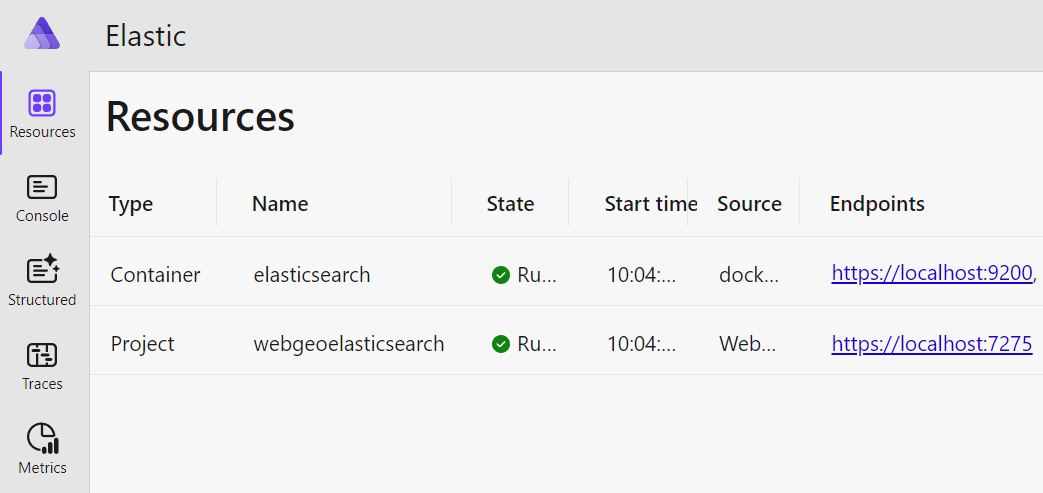 Elastic
Resources
Console
Structured
Traces
Metrics
Resources
Type Name State Start time Source Endpoints
Container elasticsearch Ru... 10:04:... dock... https://localhost:9200,
Project webgeoelasticsearch Ru... 10:04:... Web... https://localhost:7275